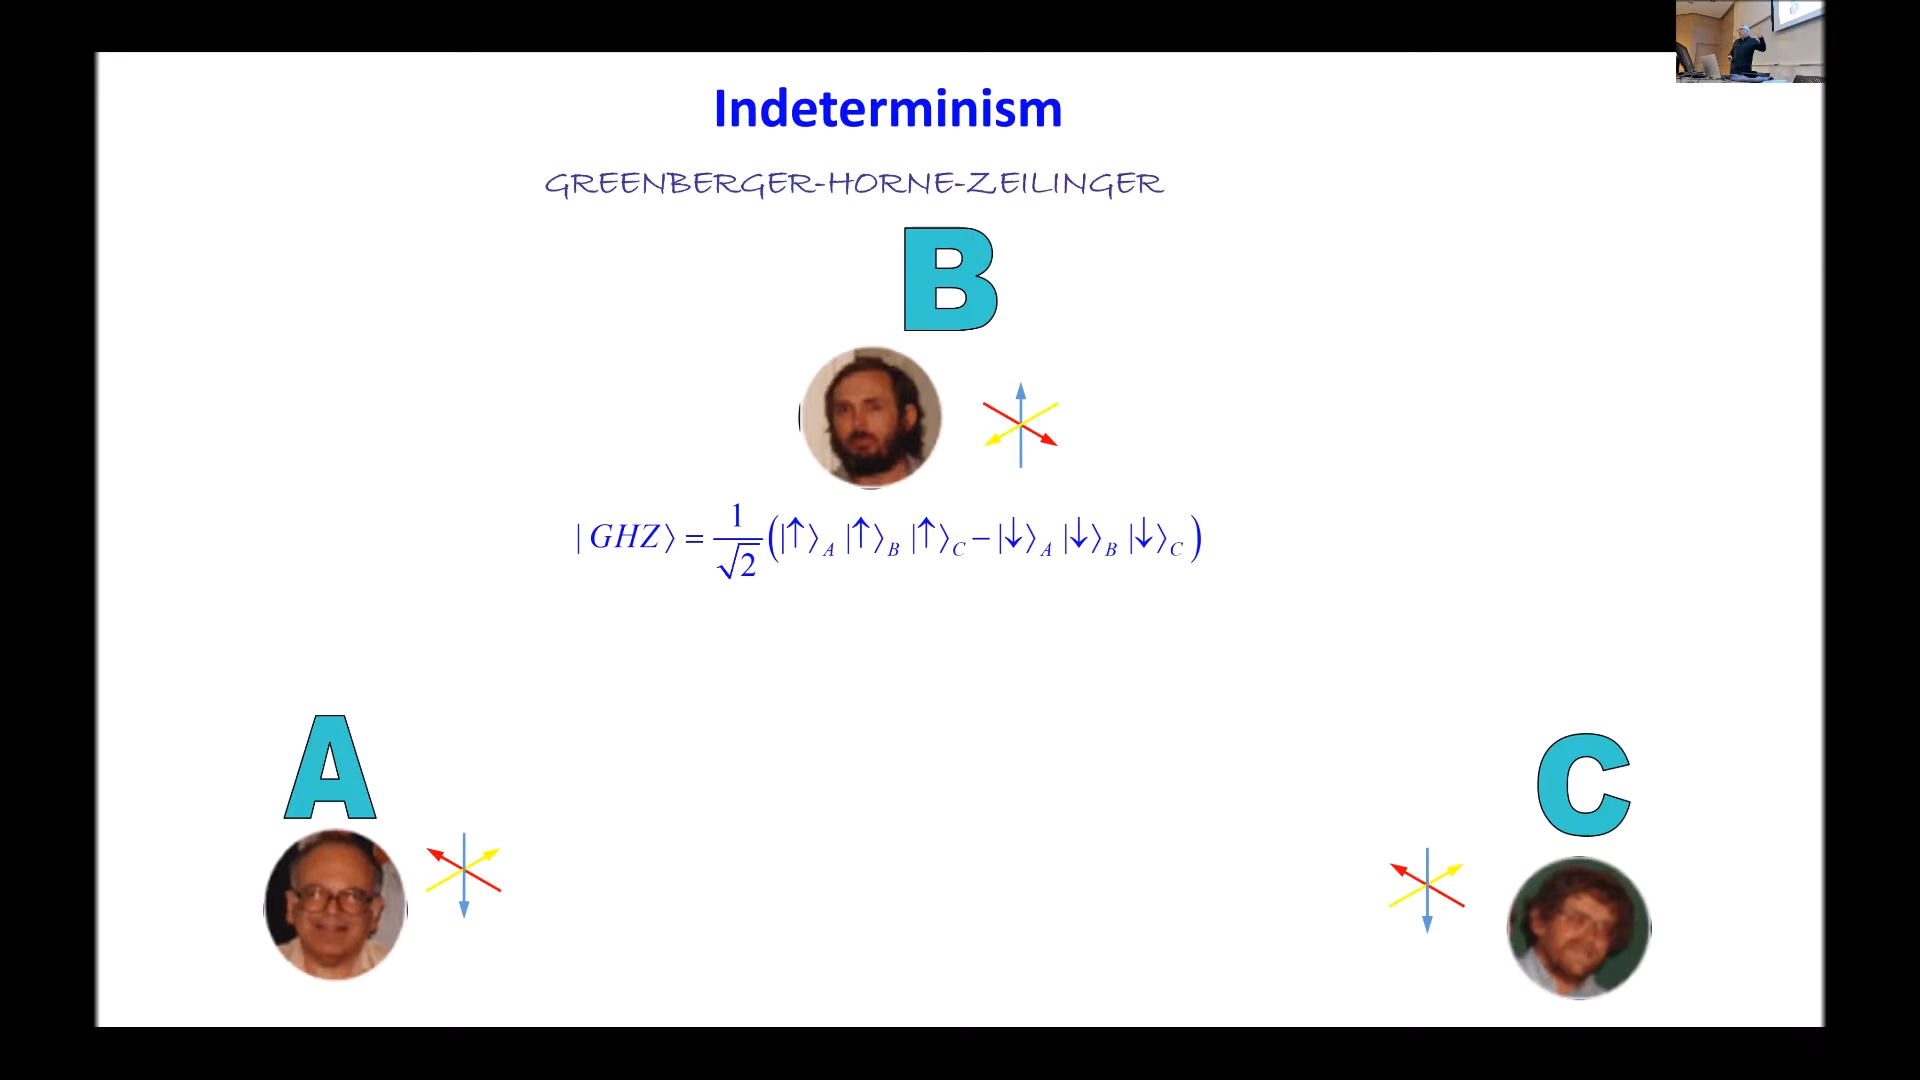 Indeterminism
GREENBERGER-HORNE-ZEILINGER
B
|GHZ⟩ = 1/√2 (|↑⟩_A |↑⟩_B |↑⟩_C − |↓⟩_A |↓⟩_B |↓⟩_C)
A
C